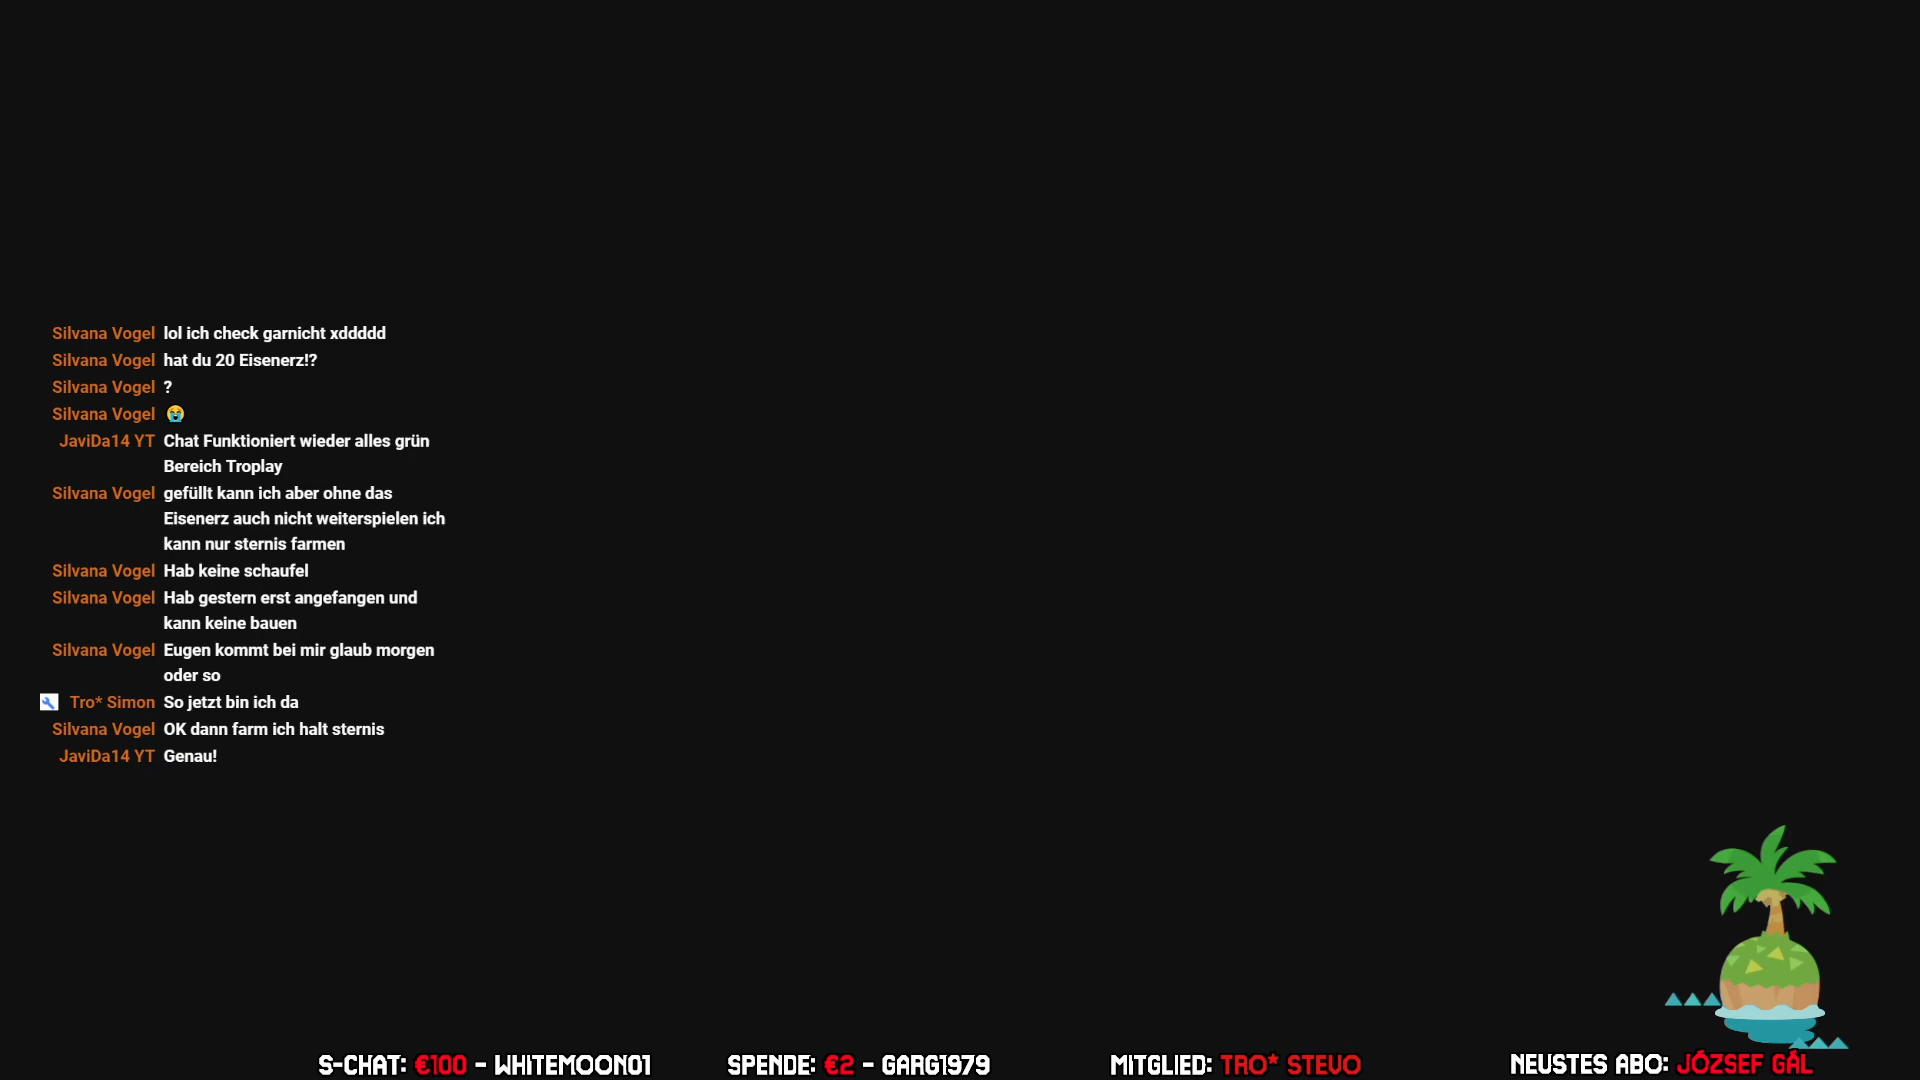 Silvana Vogel lol ich check garnicht xddddd
Silvana Vogel hat du 20 Eisenerz!?
Silvana Vogel ?
Silvana Vogel 😭
JaviDa14 YT Chat Funktioniert wieder alles grün
Bereich Troplay
Silvana Vogel gefüllt kann ich aber ohne das
Eisenerz auch nicht weiterspielen ich
kann nur sternis farmen
Silvana Vogel Hab keine schaufel
Silvana Vogel Hab gestern erst angefangen und
kann keine bauen
Silvana Vogel Eugen kommt bei mir glaub morgen
oder so
Tro* Simon So jetzt bin ich da
Silvana Vogel OK dann farm ich halt sternis
JaviDa14 YT Genau!
S-CHAT: €100 - WHITEMOON01 SPENDE: €2 - GARG1979 MITGLIED: TRO* STEVO NEUSTES ABO: JÓZSEF GÁL